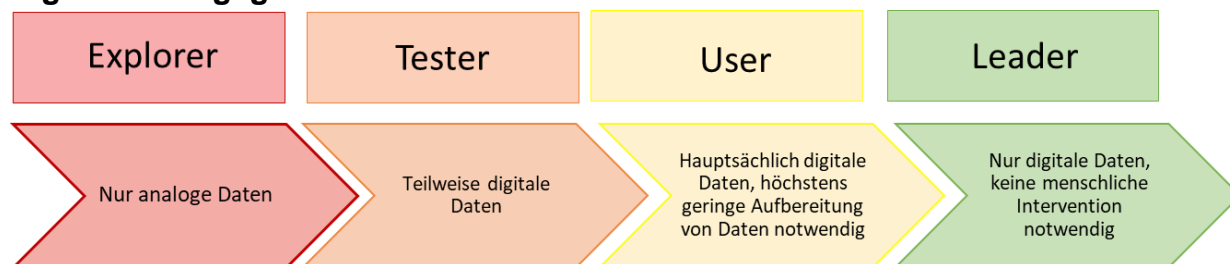 Explorer
Tester
User
Leader
Nur analoge Daten
Teilweise digitale
Daten
Hauptsächlich digitale
Daten, höchstens
geringe Aufbereitung
von Daten notwendig
Nur digitale Daten,
keine menschliche
Intervention
notwendig